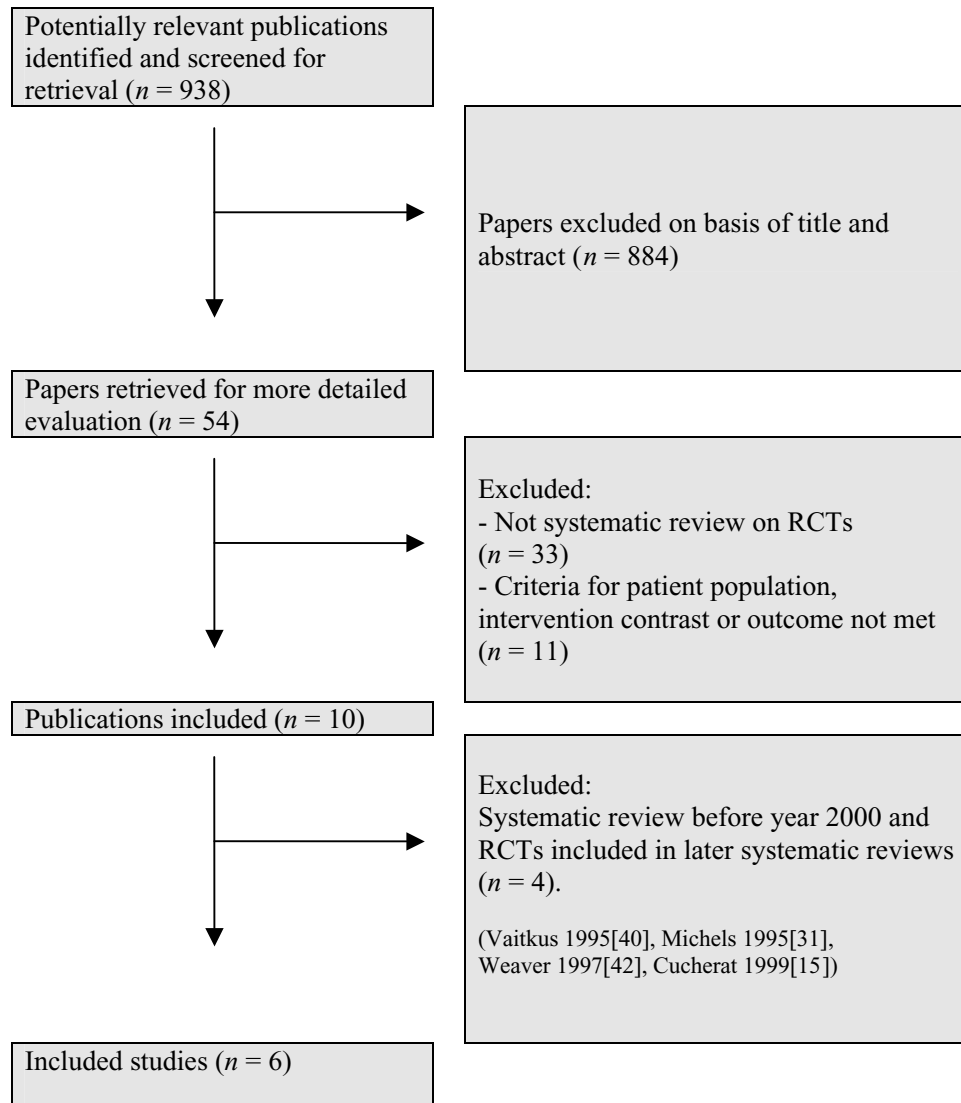 Potentially relevant publications
identified and screened for
retrieval (n = 938)
Papers excluded on basis of title and
abstract (n = 884)
Papers retrieved for more detailed
evaluation (n = 54)
Excluded:
- Not systematic review on RCTs
(n = 33)
- Criteria for patient population,
intervention contrast or outcome not met
(n = 11)
Publications included (n = 10)
Excluded:
Systematic review before year 2000 and
RCTs included in later systematic reviews
(n = 4).
(Vaitkus 1995[40], Michels 1995[31],
Weaver 1997[42], Cucherat 1999[15])
Included studies (n = 6)